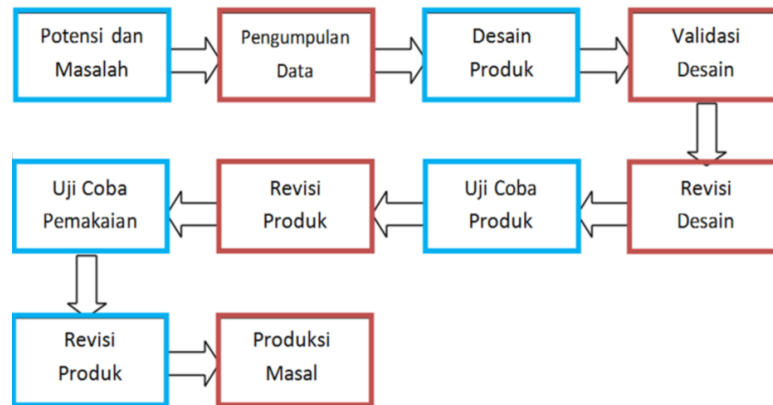 Potensi dan
Masalah
Pengumpulan
Data
Desain
Produk
Validasi
Desain
Revisi
Desain
Uji Coba
Produk
Revisi
Produk
Uji Coba
Pemakaian
Revisi
Produk
Produksi
Masal